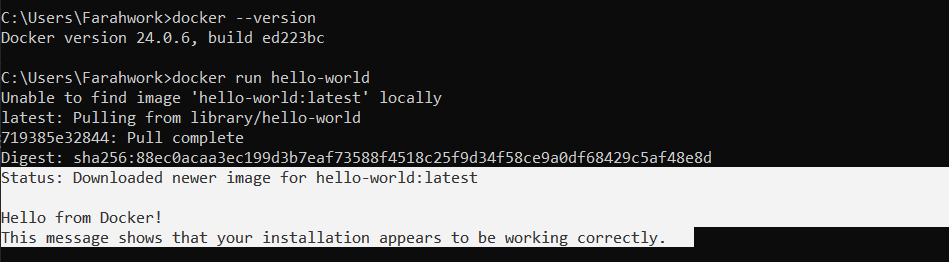 C:\Users\Farahwork>docker --version
Docker version 24.0.6, build ed223bc
C:\Users\Farahwork>docker run hello-world
Unable to find image 'hello-world:latest' locally
latest: Pulling from library/hello-world
719385e32844: Pull complete
Digest: sha256:88ec0acaa3ec199d3b7eaf73588f4518c25f9d34f58ce9a0df68429c5af48e8d
Status: Downloaded newer image for hello-world:latest
Hello from Docker!
This message shows that your installation appears to be working correctly.